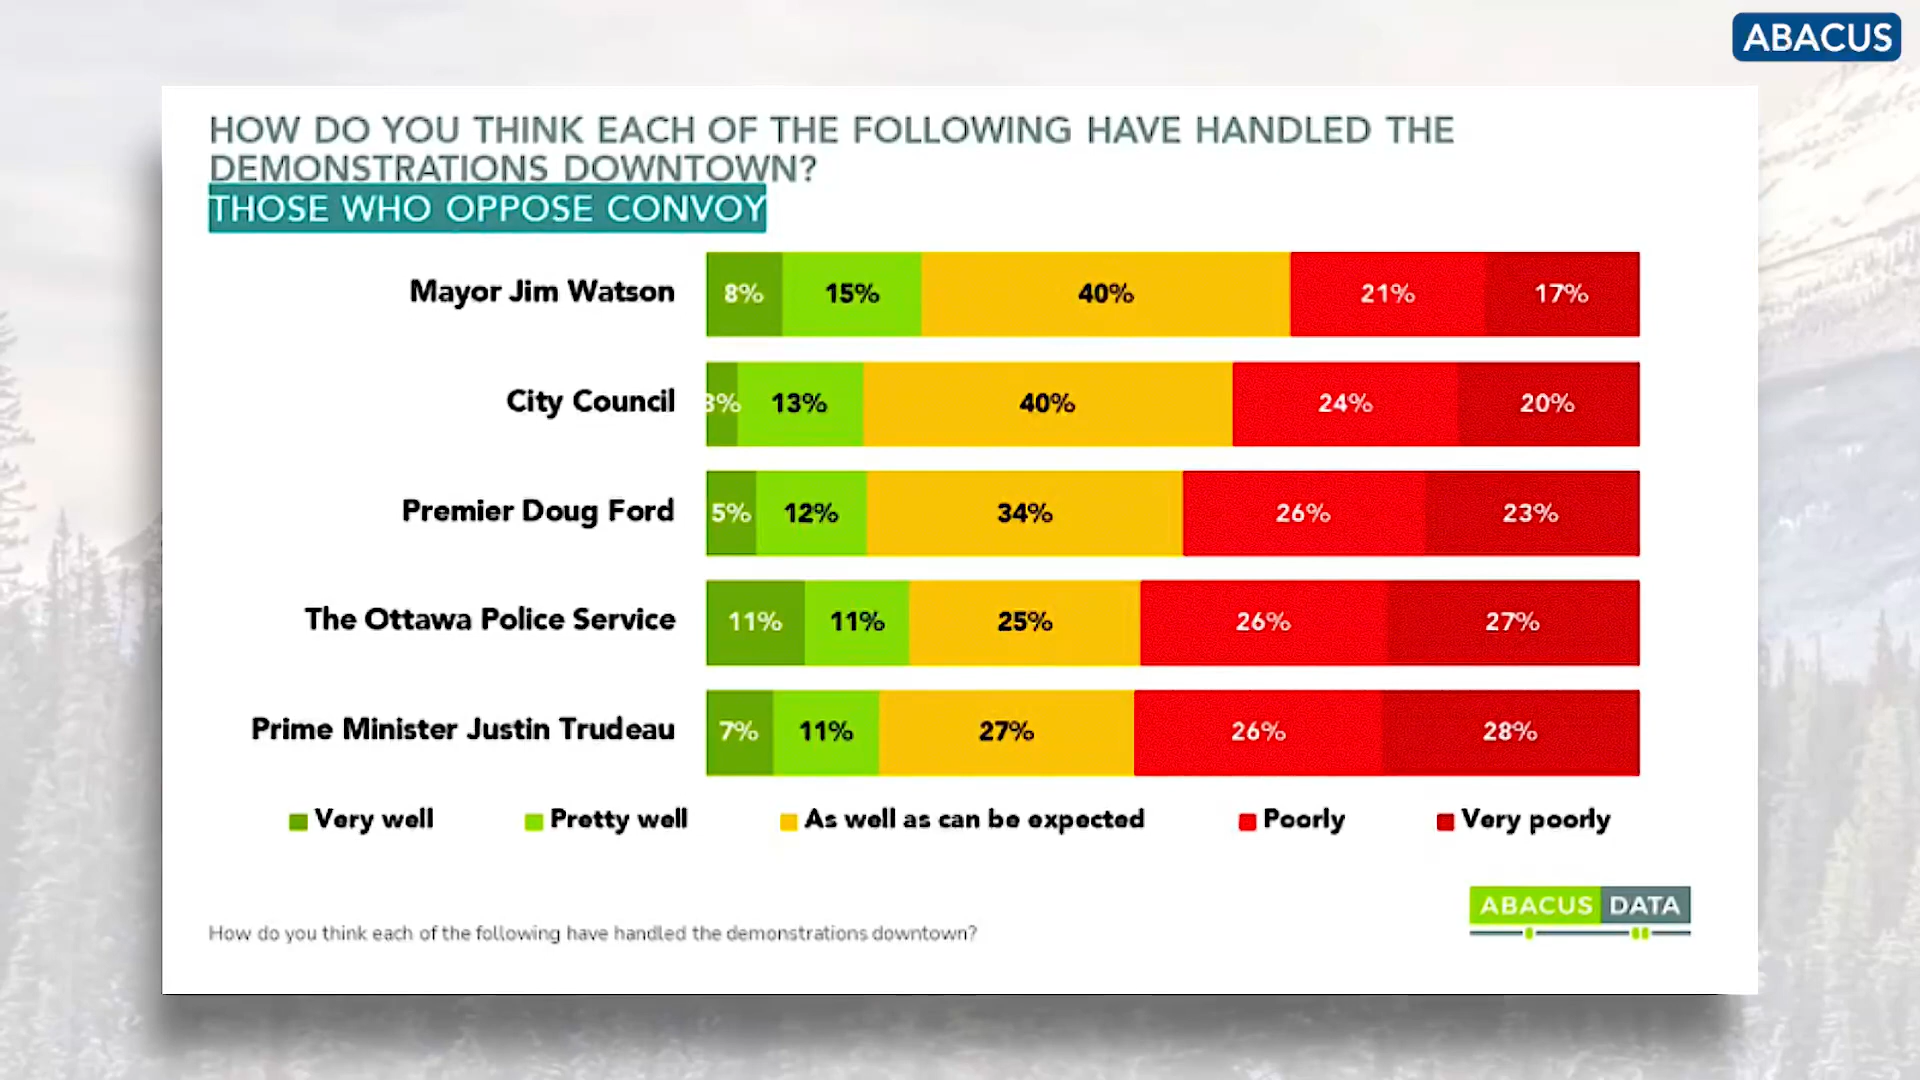 ABACUS
HOW DO YOU THINK EACH OF THE FOLLOWING HAVE HANDLED THE
DEMONSTRATIONS DOWNTOWN?
THOSE WHO OPPOSE CONVOY
Mayor Jim Watson 8% 15% 40% 21% 17%
City Council 3% 13% 40% 24% 20%
Premier Doug Ford 5% 12% 34% 26% 23%
The Ottawa Police Service 11% 11% 25% 26% 27%
Prime Minister Justin Trudeau 7% 11% 27% 26% 28%
Very well Pretty well As well as can be expected Poorly Very poorly
ABACUS DATA
How do you think each of the following have handled the demonstrations downtown?